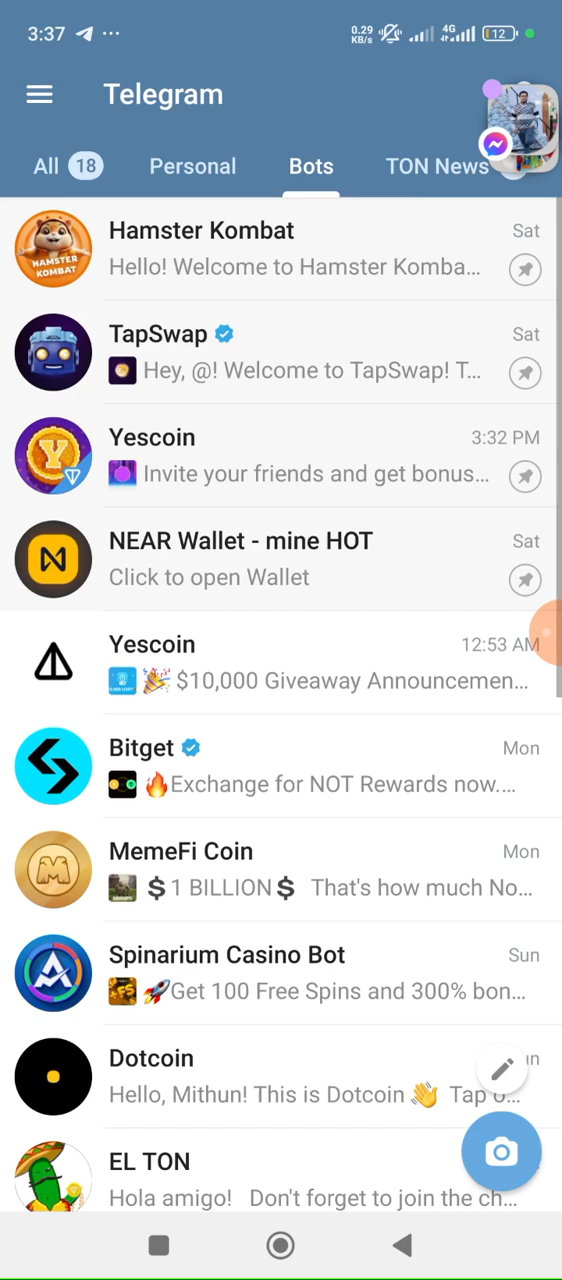 3:37
0.29 KB/s 4G 12
Telegram
All 18 Personal Bots TON News
Hamster Kombat Sat
Hello! Welcome to Hamster Komba...
HAMSTER KOMBAT
TapSwap Sat
Hey, @! Welcome to TapSwap! T...
Yescoin 3:32 PM
Invite your friends and get bonus...
NEAR Wallet - mine HOT Sat
Click to open Wallet
Yescoin 12:53 AM
🎉 $10,000 Giveaway Announcemen...
Bitget Mon
🔥Exchange for NOT Rewards now....
MemeFi Coin Mon
💲1 BILLION💲 That's how much No...
Spinarium Casino Bot Sun
🚀Get 100 Free Spins and 300% bon...
Dotcoin
Hello, Mithun! This is Dotcoin 👋 Tap o...
EL TON
Hola amigo! Don't forget to join the ch...